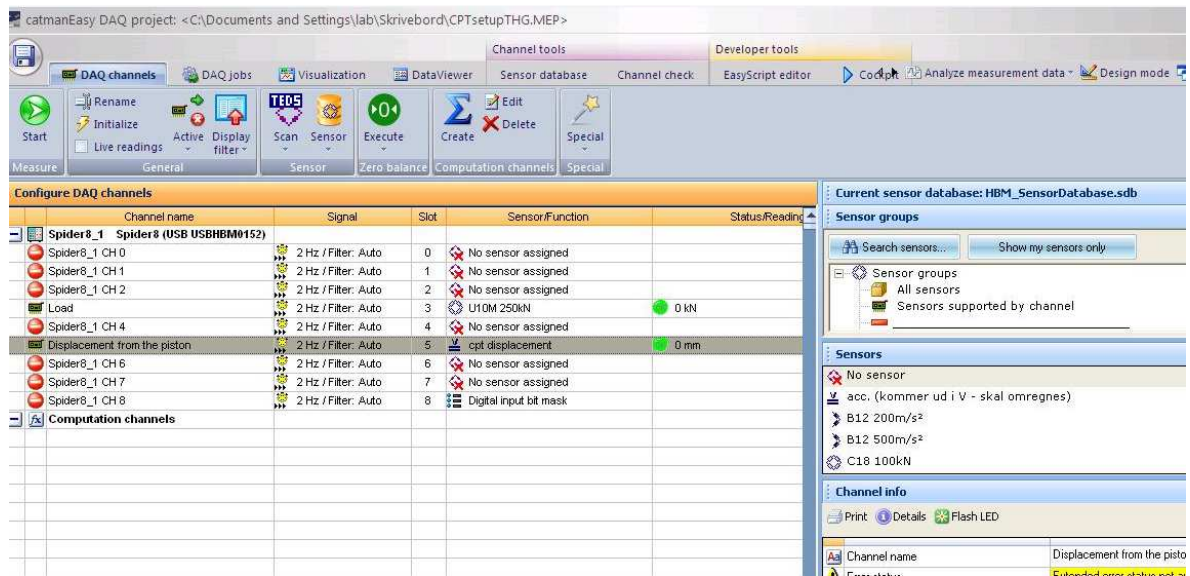 catmanEasy DAQ project: <C:\Documents and Settings\lab\Skrivebord\CPTsetupTHG.MEP>
Channel tools
Developer tools
DAQ channels
DAQ jobs
Visualization
DataViewer
Sensor database
Channel check
EasyScript editor
Analyze measurement data
Design mode
Start
Rename
Initialize
Live readings
Active
Display filter
TEDS
Scan
Sensor
Execute
Create
Edit
Delete
Special
Measure
General
Sensor
Zero balance
Computation channels
Special
Configure DAQ channels
Channel name Signal Slot Sensor/Function Status/Reading
Spider8_1 Spider8 (USB USBHBM0152)
Spider8_1 CH 0 2 Hz / Filter: Auto 0 No sensor assigned
Spider8_1 CH 1 2 Hz / Filter: Auto 1 No sensor assigned
Spider8_1 CH 2 2 Hz / Filter: Auto 2 No sensor assigned
Load 2 Hz / Filter: Auto 3 U10M 250kN 0 kN
Spider8_1 CH 4 2 Hz / Filter: Auto 4 No sensor assigned
Displacement from the piston 2 Hz / Filter: Auto 5 cpt displacement 0 mm
Spider8_1 CH 6 2 Hz / Filter: Auto 6 No sensor assigned
Spider8_1 CH 7 2 Hz / Filter: Auto 7 No sensor assigned
Spider8_1 CH 8 2 Hz / Filter: Auto 8 Digital input bit mask
fx Computation channels
Current sensor database: HBM_SensorDatabase.sdb
Sensor groups
Search sensors...
Show my sensors only
Sensor groups
All sensors
Sensors supported by channel
Sensors
No sensor
acc. (kommer ud i V - skal omregnes)
B12 200m/s²
B12 500m/s²
C18 100kN
Channel info
Print
Details
Flash LED
Channel name Displacement from the pisto